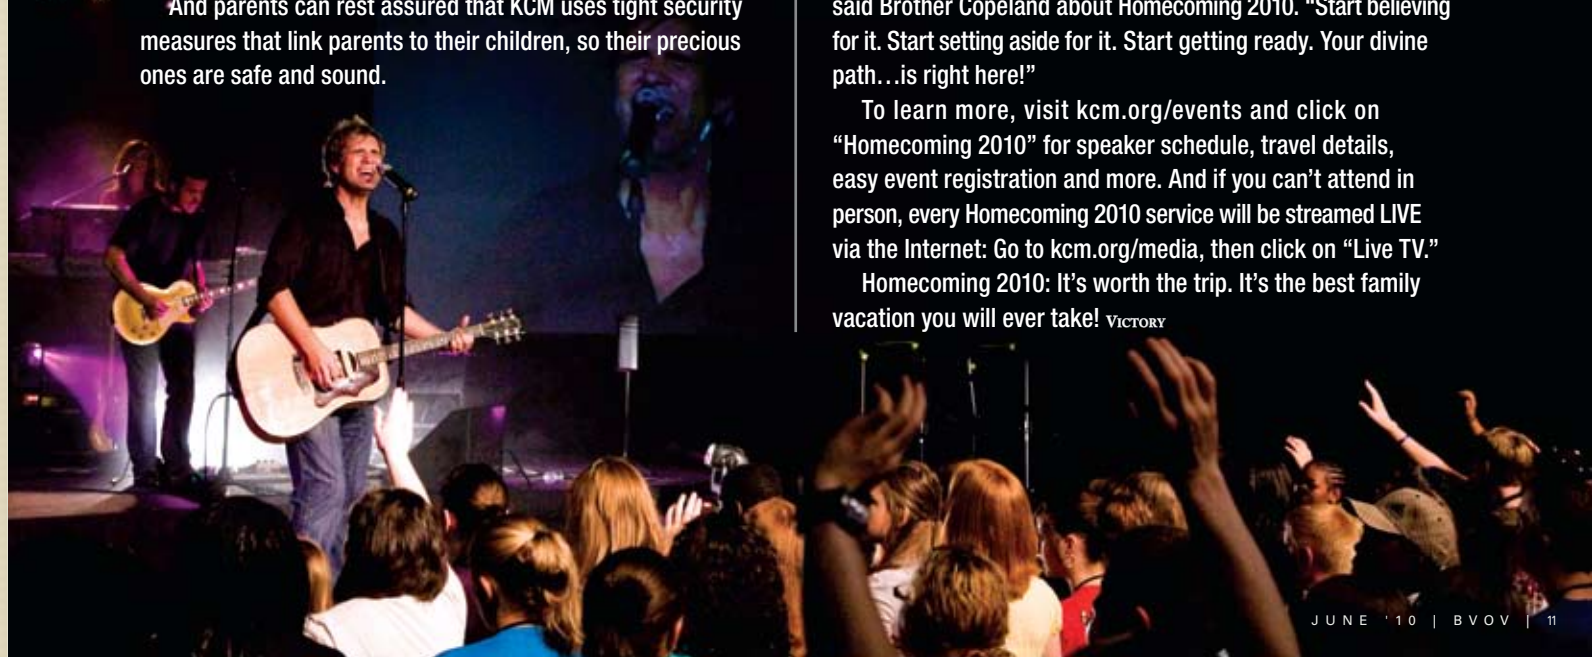 And parents can rest assured that KCM uses tight security
measures that link parents to their children, so their precious
ones are safe and sound.
said Brother Copeland about Homecoming 2010. “Start believing
for it. Start setting aside for it. Start getting ready. Your divine
path…is right here!”
To learn more, visit kcm.org/events and click on
“Homecoming 2010” for speaker schedule, travel details,
easy event registration and more. And if you can’t attend in
person, every Homecoming 2010 service will be streamed LIVE
via the Internet: Go to kcm.org/media, then click on “Live TV.”
Homecoming 2010: It’s worth the trip. It’s the best family
vacation you will ever take! VICTORY
JUNE '10 | BVOV | 11